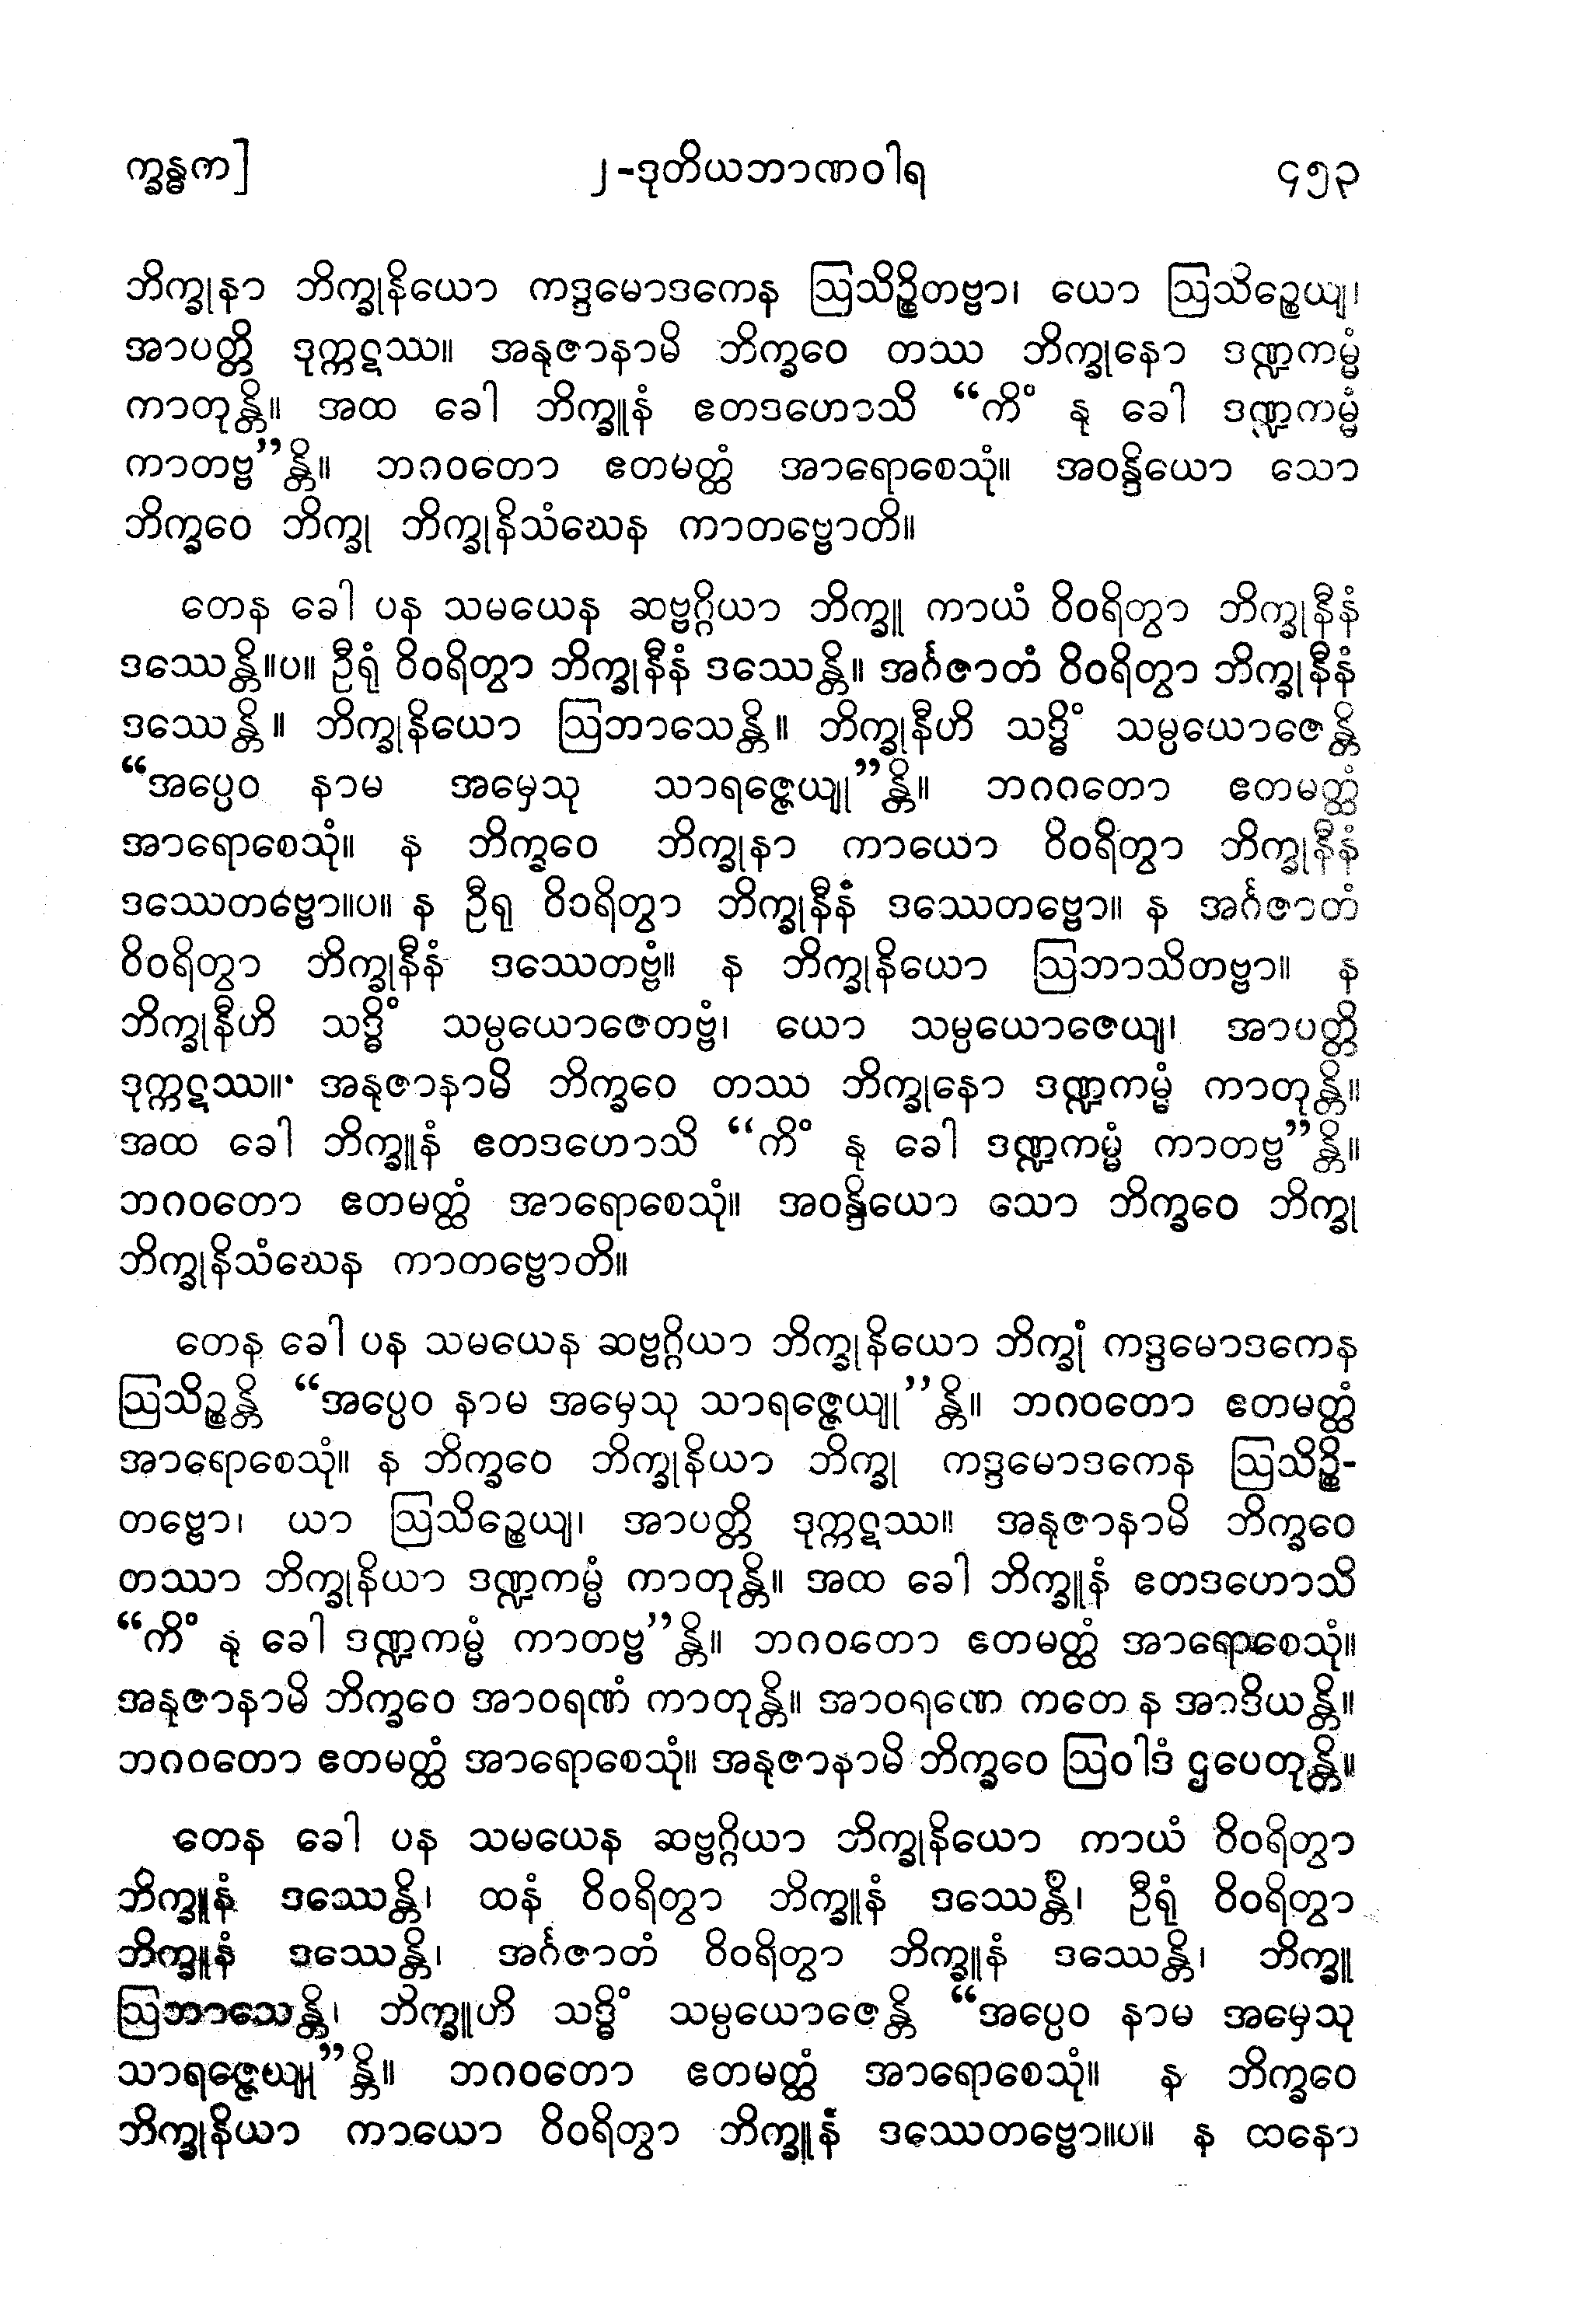 က္ခန္ဓက]
၂-ဒုတိယဘာဏဝါရ
၄၅၃
ဘိက္ခုနာ ဘိက္ခုနိယော ကဒ္ဒမောဒကေန ဩသိဉ္စိတဗ္ဗာ၊ ယော ဩသိဉ္စေယျ၊
အာပတ္တိ ဒုက္ကဋဿ။ အနုဇာနာမိ ဘိက္ခဝေ တဿ ဘိက္ခုနော ဒဏ္ဍကမ္မံ
ကာတုန္တိ။ အထ ခေါ ဘိက္ခူနံ ဧတဒဟောသိ “ကိံ နု ခေါ ဒဏ္ဍကမ္မံ
ကာတဗ္ဗ”န္တိ။ ဘဂဝတော ဧတမတ္ထံ အာရောစေသုံ။ အဝန္ဒိယော သော
ဘိက္ခဝေ ဘိက္ခု ဘိက္ခုနိသံဃေန ကာတဗ္ဗောတိ။
တေန ခေါ ပန သမယေန ဆဗ္ဗဂ္ဂိယာ ဘိက္ခူ ကာယံ ဝိဝရိတွာ ဘိက္ခုနီနံ
ဒဿေန္တိ။ပ။ ဦရုံ ဝိဝရိတွာ ဘိက္ခုနီနံ ဒဿေန္တိ။ အင်္ဂဇာတံ ဝိဝရိတွာ ဘိက္ခုနီနံ
ဒဿေန္တိ။ ဘိက္ခုနိယော ဩဘာသေန္တိ။ ဘိက္ခုနီဟိ သဒ္ဓိံ သမ္ပယောဇေန္တိ
“အပ္ပေဝ နာမ အမှေသု သာရဇ္ဇေယျု”န္တိ။ ဘဂဂတော ဧတမတ္ထံ
အာရောစေသုံ။ န ဘိက္ခဝေ ဘိက္ခုနာ ကာယော ဝိဝရိတွာ ဘိက္ခုနီနံ
ဒဿေတဗ္ဗော။ပ။ န ဦရု ဝိဝရိတွာ ဘိက္ခုနီနံ ဒဿေတဗ္ဗော။ န အင်္ဂဇာတံ
ဝိဝရိတွာ ဘိက္ခုနီနံ ဒဿေတဗ္ဗံ။ န ဘိက္ခုနိယော ဩဘာသိတဗ္ဗာ။ န
ဘိက္ခုနီဟိ သဒ္ဓိံ သမ္ပယောဇေတဗ္ဗံ၊ ယော သမ္ပယောဇေယျ၊ အာပတ္တိ
ဒုက္ကဋဿ။ အနုဇာနာမိ ဘိက္ခဝေ တဿ ဘိက္ခုနော ဒဏ္ဍကမ္မံ ကာတုန္တိ။
အထ ခေါ ဘိက္ခူနံ ဧတဒဟောသိ “ကိံ နု ခေါ ဒဏ္ဍကမ္မံ ကာတဗ္ဗ”န္တိ။
ဘဂဝတော ဧတမတ္ထံ အာရောစေသုံ။ အဝန္ဒိယော သော ဘိက္ခဝေ ဘိက္ခု
ဘိက္ခုနိသံဃေန ကာတဗ္ဗောတိ။
တေန ခေါ ပန သမယေန ဆဗ္ဗဂ္ဂိယာ ဘိက္ခုနိယော ဘိက္ခုံ ကဒ္ဒမောဒကေန
ဩသိဉ္စန္တိ “အပ္ပေဝ နာမ အမှေသု သာရဇ္ဇေယျု”န္တိ။ ဘဂဝတော ဧတမတ္ထံ
အာရောစေသုံ။ န ဘိက္ခဝေ ဘိက္ခုနိယာ ဘိက္ခု ကဒ္ဒမောဒကေန ဩသိဉ္စိ-
တဗ္ဗော၊ ယာ ဩသိဉ္စေယျ၊ အာပတ္တိ ဒုက္ကဋဿ။ အနုဇာနာမိ ဘိက္ခဝေ
တဿာ ဘိက္ခုနိယာ ဒဏ္ဍကမ္မံ ကာတုန္တိ။ အထ ခေါ ဘိက္ခူနံ ဧတဒဟောသိ
“ကိံ နု ခေါ ဒဏ္ဍကမ္မံ ကာတဗ္ဗ”န္တိ။ ဘဂဝတော ဧတမတ္ထံ အာရောစေသုံ။
အနုဇာနာမိ ဘိက္ခဝေ အာဝရဏံ ကာတုန္တိ။ အာဝရဏေ ကတေ န အာဒိယန္တိ။
ဘဂဝတော ဧတမတ္ထံ အာရောစေသုံ။ အနုဇာနာမိ ဘိက္ခဝေ ဩဝါဒံ ဌပေတုန္တိ။
တေန ခေါ ပန သမယေန ဆဗ္ဗဂ္ဂိယာ ဘိက္ခုနိယော ကာယံ ဝိဝရိတွာ
ဘိက္ခူနံ ဒဿေန္တိ၊ ထနံ ဝိဝရိတွာ ဘိက္ခူနံ ဒဿေန္တိ၊ ဦရုံ ဝိဝရိတွာ
ဘိက္ခူနံ ဒဿေန္တိ၊ အင်္ဂဇာတံ ဝိဝရိတွာ ဘိက္ခူနံ ဒဿေန္တိ၊ ဘိက္ခူ
ဩဘာသေန္တိ၊ ဘိက္ခူဟိ သဒ္ဓိံ သမ္ပယောဇေန္တိ “အပ္ပေဝ နာမ အမှေသု
သာရဇ္ဇေယျု”န္တိ။ ဘဂဝတော ဧတမတ္ထံ အာရောစေသုံ။ န ဘိက္ခဝေ
ဘိက္ခုနိယာ ကာယော ဝိဝရိတွာ ဘိက္ခူနံ ဒဿေတဗ္ဗော။ပ။ န ထနော